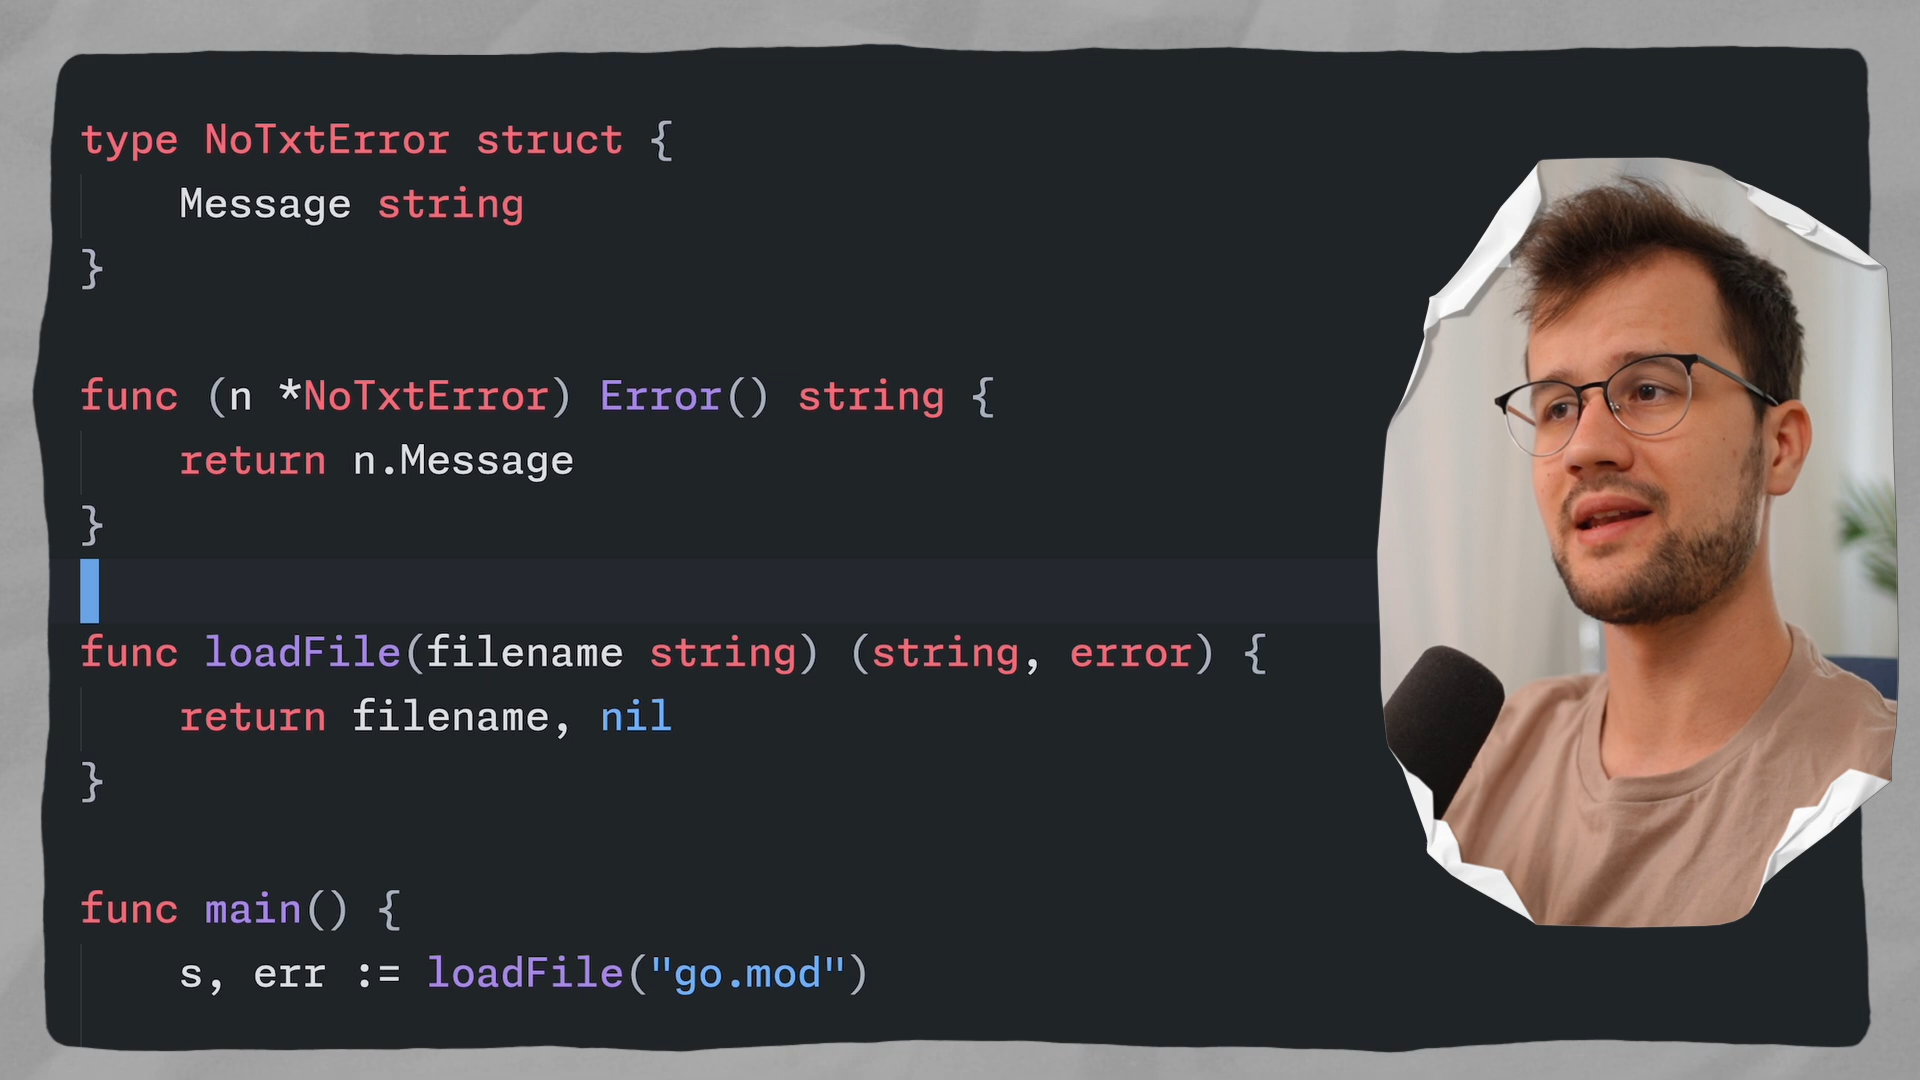 type NoTxtError struct {
    Message string
}
func (n *NoTxtError) Error() string {
    return n.Message
}
func loadFile(filename string) (string, error) {
    return filename, nil
}
func main() {
    s, err := loadFile("go.mod")